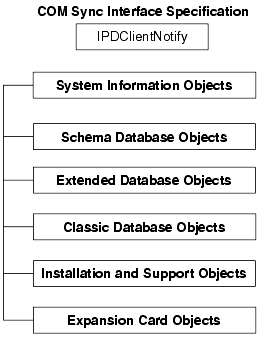 COM Sync Interface Specification
IPDClientNotify
System Information Objects
Schema Database Objects
Extended Database Objects
Classic Database Objects
Installation and Support Objects
Expansion Card Objects